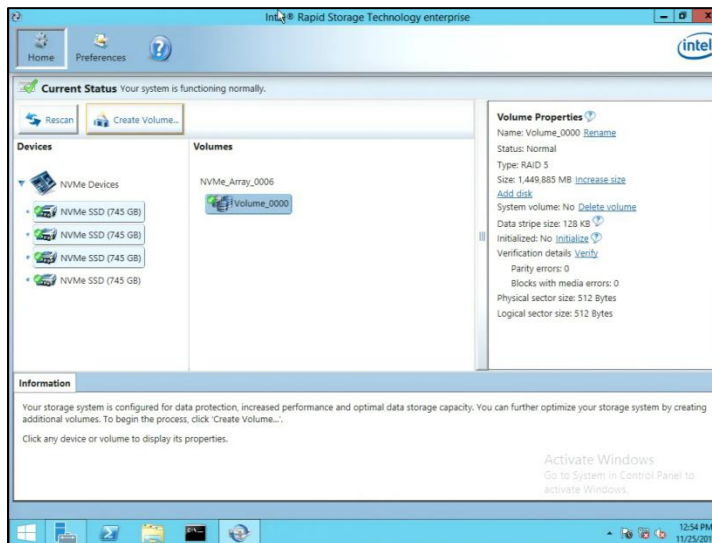 Intel® Rapid Storage Technology enterprise
Home
Preferences
intel
Current Status Your system is functioning normally.
Rescan
Create Volume...
Devices
NVMe Devices
NVMe SSD (745 GB)
NVMe SSD (745 GB)
NVMe SSD (745 GB)
NVMe SSD (745 GB)
Volumes
NVMe_Array_0006
Volume_0000
Volume Properties
Name: Volume_0000 Rename
Status: Normal
Type: RAID 5
Size: 1,449,885 MB Increase size
Add disk
System volume: No Delete volume
Data stripe size: 128 KB
Initialized: No Initialize
Verification details Verify
Parity errors: 0
Blocks with media errors: 0
Physical sector size: 512 Bytes
Logical sector size: 512 Bytes
Information
Your storage system is configured for data protection, increased performance and optimal data storage capacity. You can further optimize your storage system by creating
additional volumes. To begin the process, click 'Create Volume...'.
Click any device or volume to display its properties.
Activate Windows
Go to System in Control Panel to
activate Windows.
12:54 PM
11/25/201